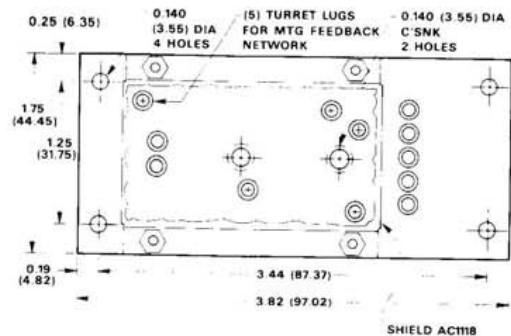 0.25 (6.35)
0.140
(3.55) DIA
4 HOLES
(5) TURRET LUGS
FOR MTG FEEDBACK
NETWORK
0.140 (3.55) DIA
C'SNK
2 HOLES
1.75
(44.45)
1.25
(31.75)
0.19
(4.82)
3.44 (87.37)
3.82 (97.02)
SHIELD AC1118